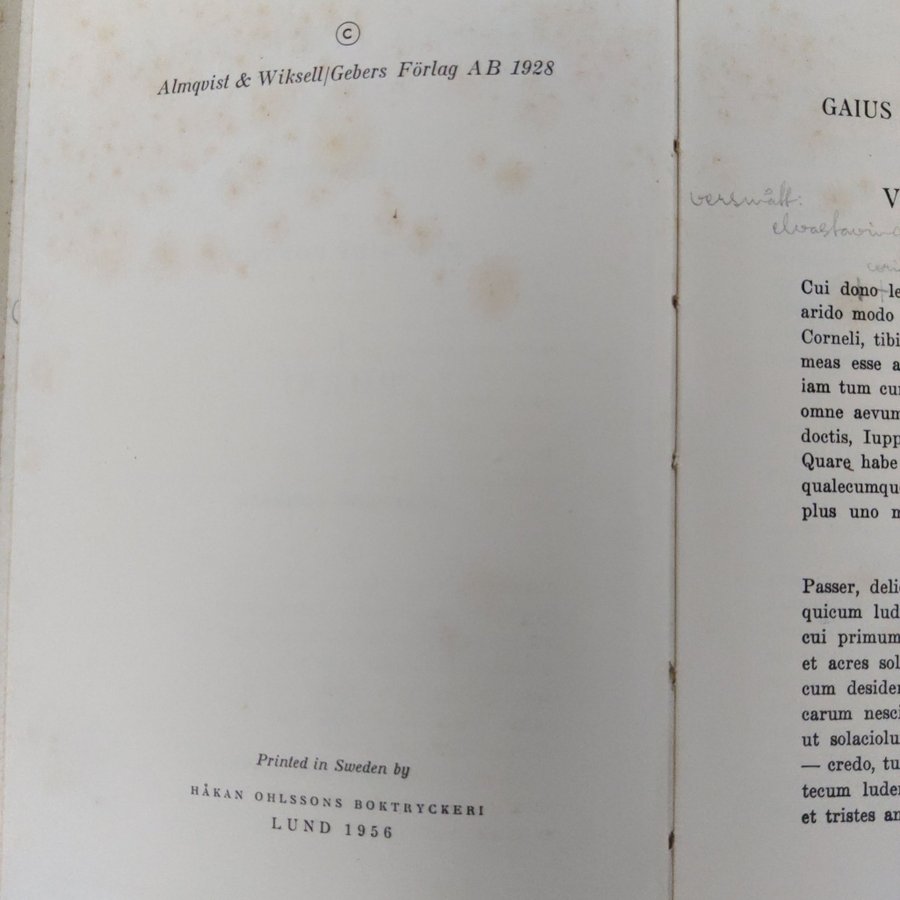 ©
Almqvist & Wiksell/Gebers Förlag AB 1928
Printed in Sweden by
HÅKAN OHLSSONS BOKTRYCKERI
LUND 1956
GAIUS
V
versmått:
Cui dono le
arido modo
Corneli, tibi
meas esse a
iam tum cu
omne aevum
doctis, Iupp
Quare habe
qualecumqu
plus uno m
Passer, deli
quicum lud
cui primum
et acres sol
cum deside
carum nesci
ut solaciolu
— credo, tu
tecum lude
et tristes an